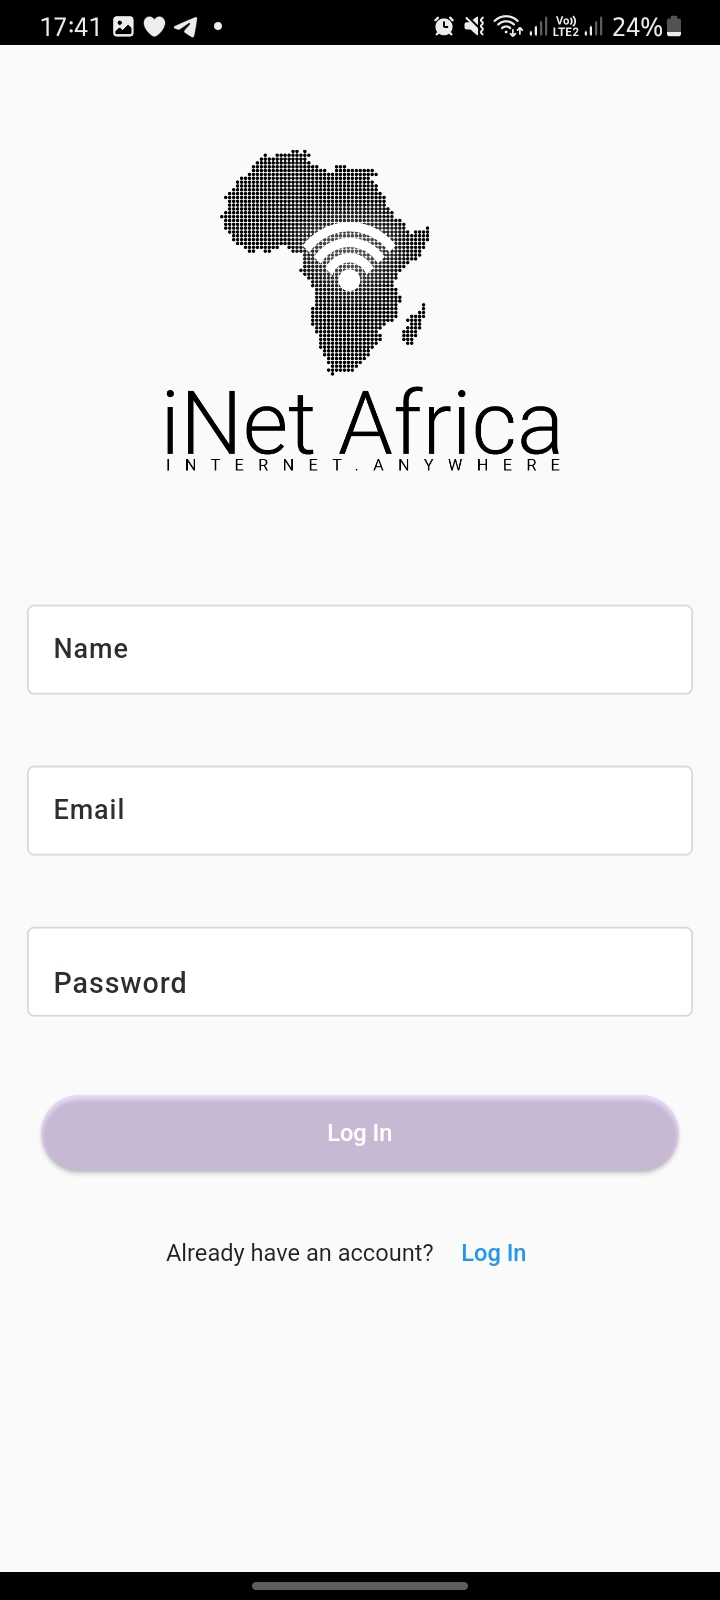 17:41 Vo)) LTE2 24%
iNet Africa
INTERNET.ANYWHERE
Name
Email
Password
Log In
Already have an account? Log In